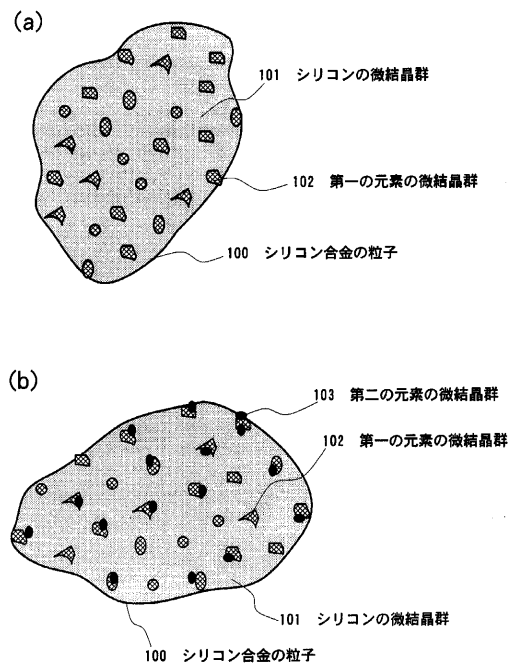 (a)
101 シリコンの微結晶群
102 第一の元素の微結晶群
100 シリコン合金の粒子
(b)
103 第二の元素の微結晶群
102 第一の元素の微結晶群
101 シリコンの微結晶群
100 シリコン合金の粒子